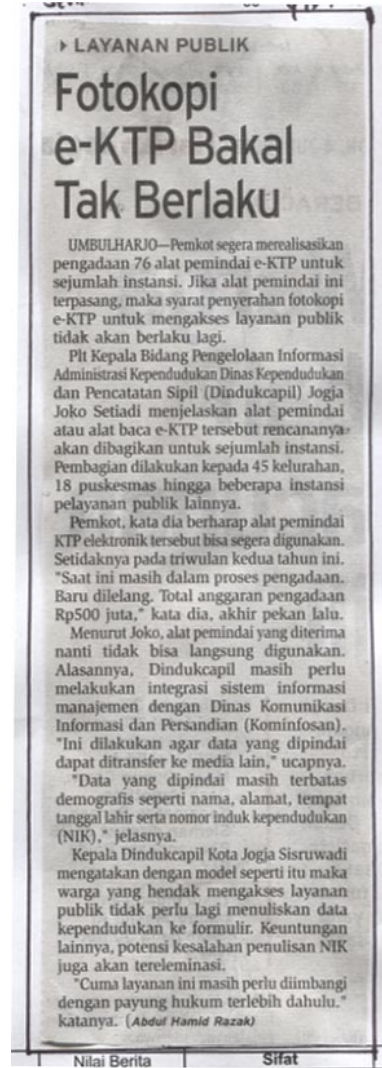 ▸ LAYANAN PUBLIK
Fotokopi
e-KTP Bakal
Tak Berlaku
UMBULHARJO—Pemkot segera merealisasikan
pengadaan 76 alat pemindai e-KTP untuk
sejumlah instansi. Jika alat pemindai ini
terpasang, maka syarat penyerahan fotokopi
e-KTP untuk mengakses layanan publik
tidak akan berlaku lagi.
Plt Kepala Bidang Pengelolaan Informasi
Administrasi Kependudukan Dinas Kependudukan
dan Pencatatan Sipil (Dindukcapil) Jogja
Joko Setiadi menjelaskan alat pemindai
atau alat baca e-KTP tersebut rencananya
akan dibagikan untuk sejumlah instansi.
Pembagian dilakukan kepada 45 kelurahan,
18 puskesmas hingga beberapa instansi
pelayanan publik lainnya.
Pemkot, kata dia berharap alat pemindai
KTP elektronik tersebut bisa segera digunakan.
Setidaknya pada triwulan kedua tahun ini.
"Saat ini masih dalam proses pengadaan.
Baru dilelang. Total anggaran pengadaan
Rp500 juta," kata dia, akhir pekan lalu.
Menurut Joko, alat pemindai yang diterima
nanti tidak bisa langsung digunakan.
Alasannya, Dindukcapil masih perlu
melakukan integrasi sistem informasi
manajemen dengan Dinas Komunikasi
Informasi dan Persandian (Kominfosan).
"Ini dilakukan agar data yang dipindai
dapat ditransfer ke media lain," ucapnya.
"Data yang dipindai masih terbatas
demografis seperti nama, alamat, tempat
tanggal lahir serta nomor induk kependudukan
(NIK)," jelasnya.
Kepala Dindukcapil Kota Jogja Sisruwadi
mengatakan dengan model seperti itu maka
warga yang hendak mengakses layanan
publik tidak perlu lagi menuliskan data
kependudukan ke formulir. Keuntungan
lainnya, potensi kesalahan penulisan NIK
juga akan tereleminasi.
"Cuma layanan ini masih perlu diimbangi
dengan payung hukum terlebih dahulu,"
katanya. (Abdul Hamid Razak)
Nilai Berita Sifat